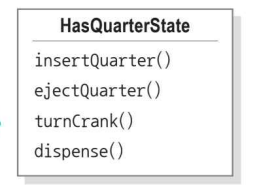 HasQuarterState
insertQuarter()
ejectQuarter()
turnCrank()
dispense()